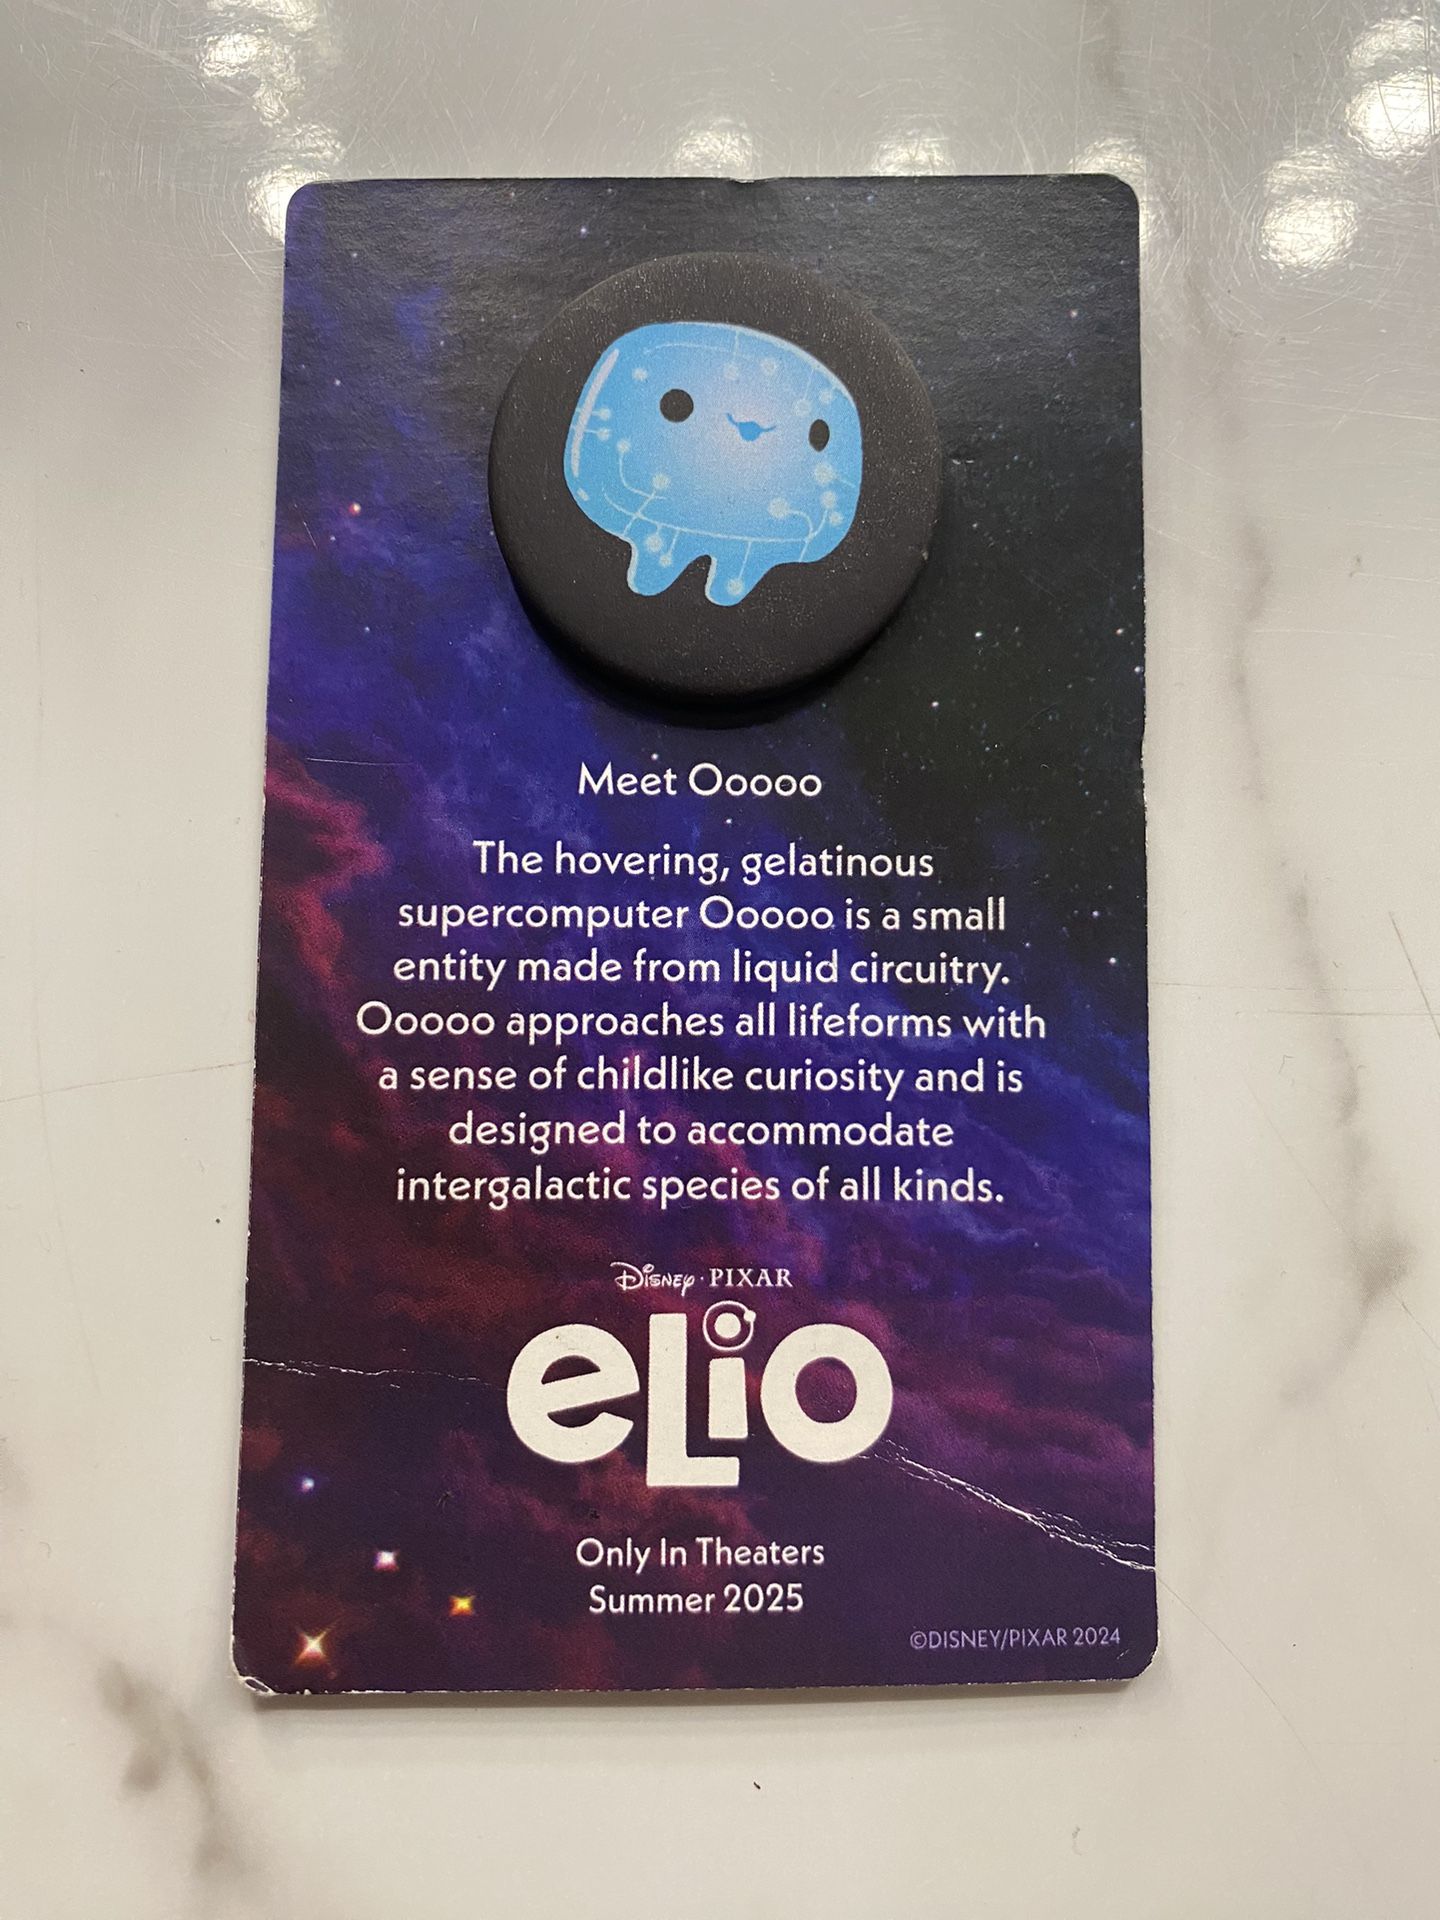 Meet Ooooo
The hovering, gelatinous
supercomputer Ooooo is a small
entity made from liquid circuitry.
Ooooo approaches all lifeforms with
a sense of childlike curiosity and is
designed to accommodate
intergalactic species of all kinds.
Disney · PIXAR
eLiO
Only In Theaters
Summer 2025
©DISNEY/PIXAR 2024